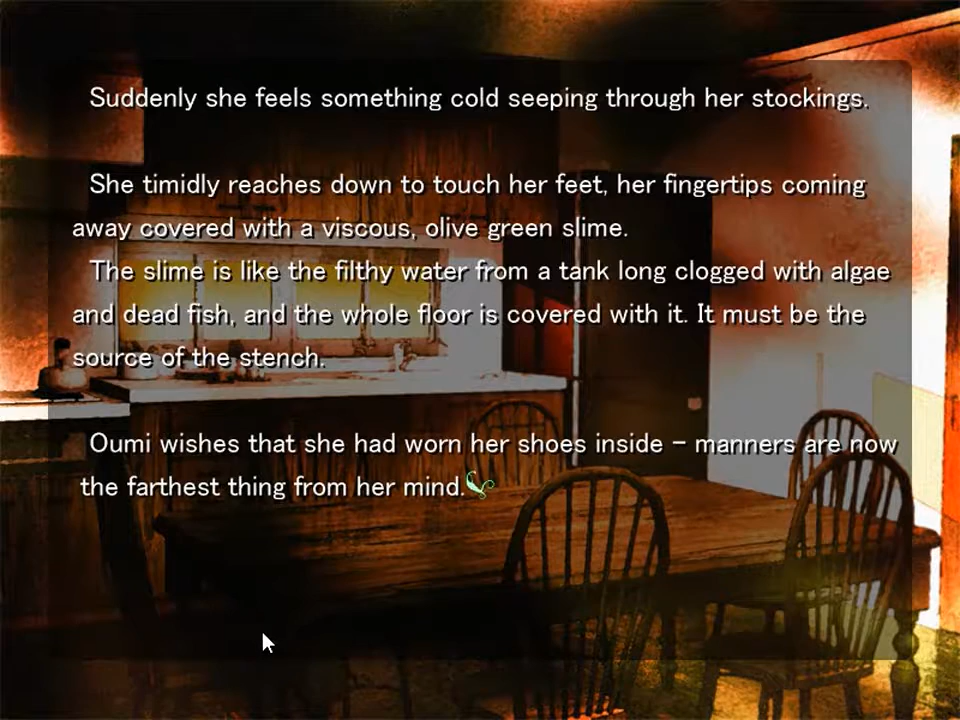 Suddenly she feels something cold seeping through her stockings.
She timidly reaches down to touch her feet, her fingertips coming
away covered with a viscous, olive green slime.
The slime is like the filthy water from a tank long clogged with algae
and dead fish, and the whole floor is covered with it. It must be the
source of the stench.
Oumi wishes that she had worn her shoes inside – manners are now
the farthest thing from her mind.